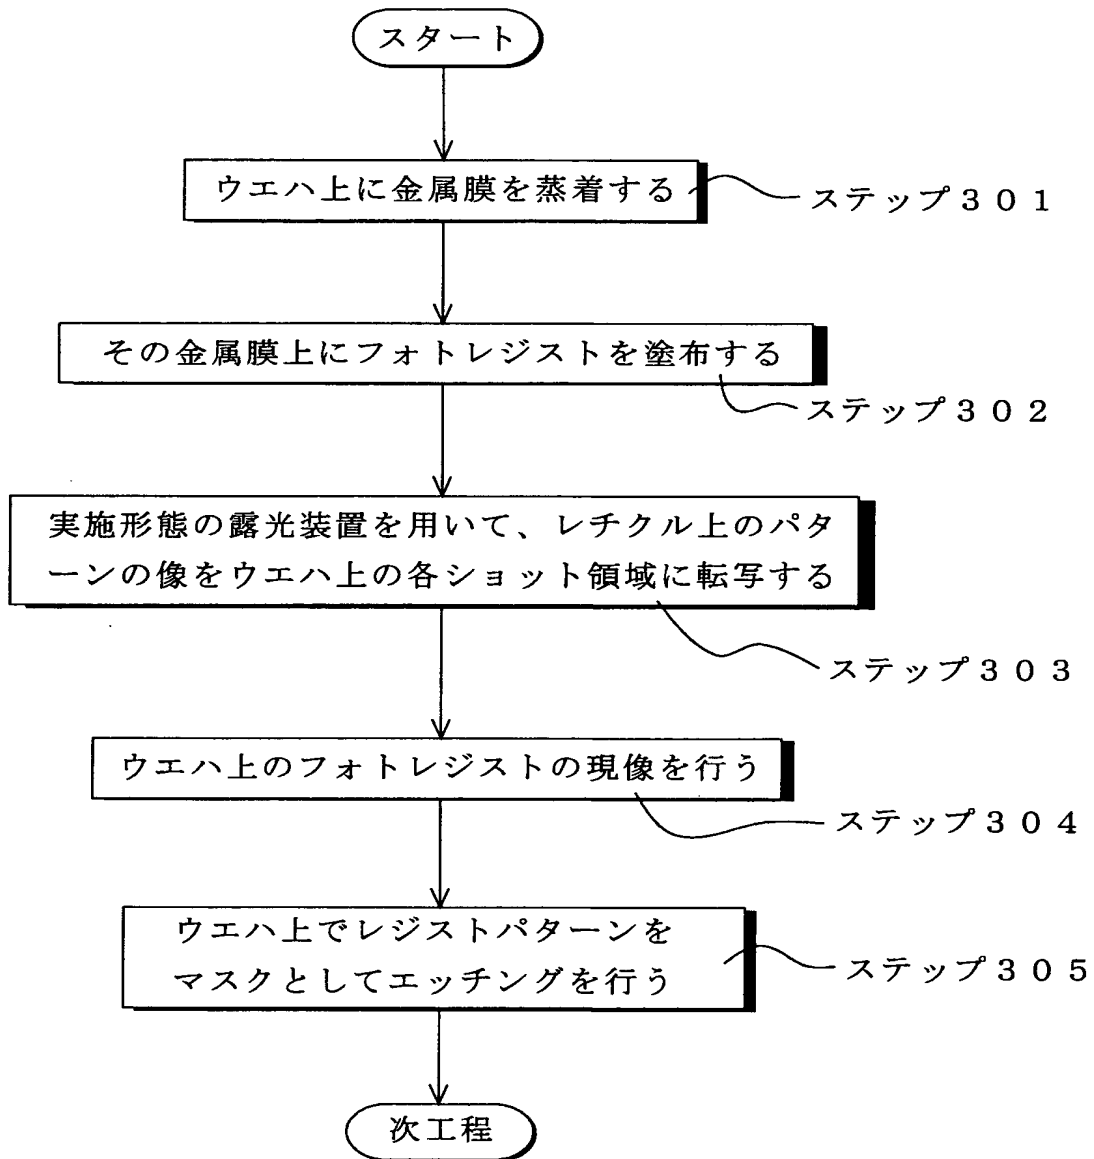 スタート
ウエハ上に金属膜を蒸着する
ステップ３０１
その金属膜上にフォトレジストを塗布する
ステップ３０２
実施形態の露光装置を用いて、レチクル上のパタ
ーンの像をウエハ上の各ショット領域に転写する
ステップ３０３
ウエハ上のフォトレジストの現像を行う
ステップ３０４
ウエハ上でレジストパターンを
マスクとしてエッチングを行う
ステップ３０５
次工程